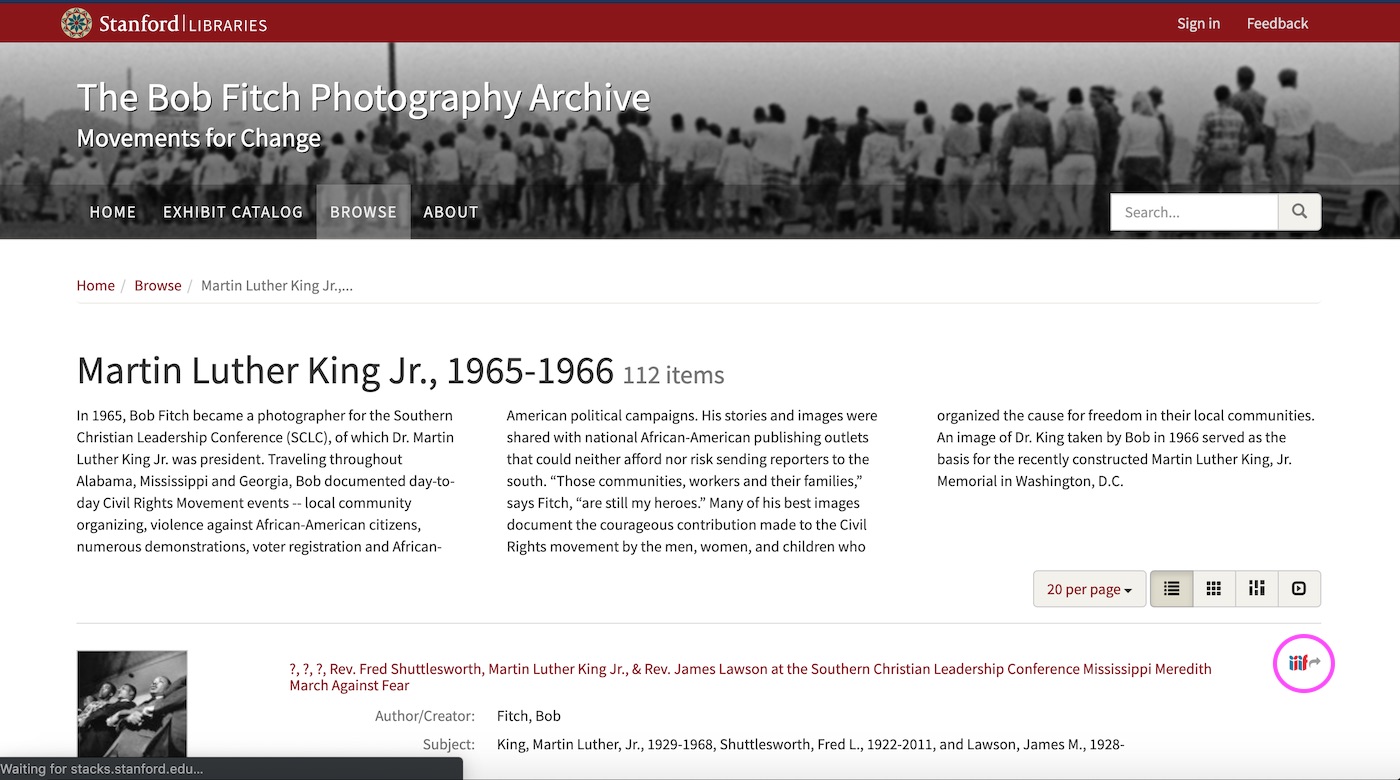 Stanford LIBRARIES
Sign in Feedback
The Bob Fitch Photography Archive
Movements for Change
HOME EXHIBIT CATALOG BROWSE ABOUT
Search...
Home / Browse / Martin Luther King Jr.,...
Martin Luther King Jr., 1965-1966 112 items
In 1965, Bob Fitch became a photographer for the Southern
Christian Leadership Conference (SCLC), of which Dr. Martin
Luther King Jr. was president. Traveling throughout
Alabama, Mississippi and Georgia, Bob documented day-to-
day Civil Rights Movement events -- local community
organizing, violence against African-American citizens,
numerous demonstrations, voter registration and African-
American political campaigns. His stories and images were
shared with national African-American publishing outlets
that could neither afford nor risk sending reporters to the
south. “Those communities, workers and their families,”
says Fitch, “are still my heroes.” Many of his best images
document the courageous contribution made to the Civil
Rights movement by the men, women, and children who
organized the cause for freedom in their local communities.
An image of Dr. King taken by Bob in 1966 served as the
basis for the recently constructed Martin Luther King, Jr.
Memorial in Washington, D.C.
20 per page
?, ?, ?, Rev. Fred Shuttlesworth, Martin Luther King Jr., & Rev. James Lawson at the Southern Christian Leadership Conference Mississippi Meredith
March Against Fear
iiif
Author/Creator: Fitch, Bob
Subject: King, Martin Luther, Jr., 1929-1968, Shuttlesworth, Fred L., 1922-2011, and Lawson, James M., 1928-
Waiting for stacks.stanford.edu...